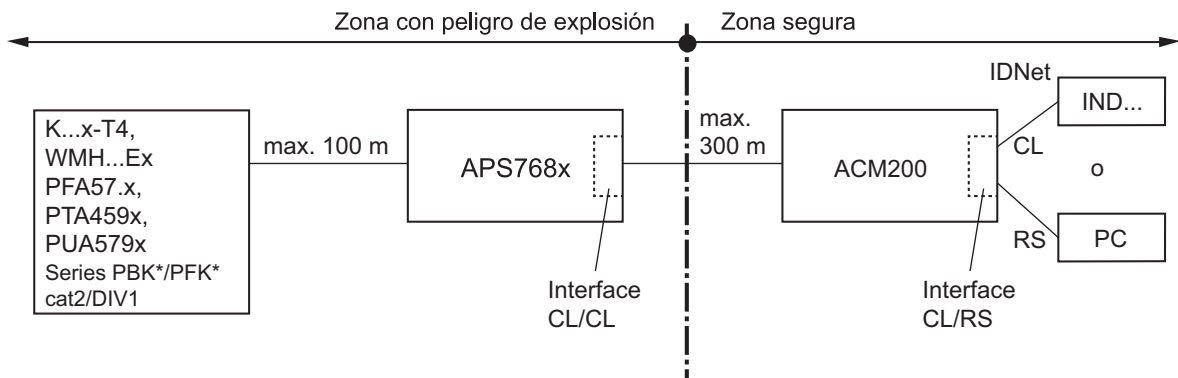 Zona con peligro de explosión
Zona segura
K...x-T4,
WMH...Ex
PFA57.x,
PTA459x,
PUA579x
Series PBK*/PFK*
cat2/DIV1
max. 100 m
APS768x
Interface
CL/CL
max.
300 m
ACM200
Interface
CL/RS
IDNet
IND...
CL
o
RS
PC